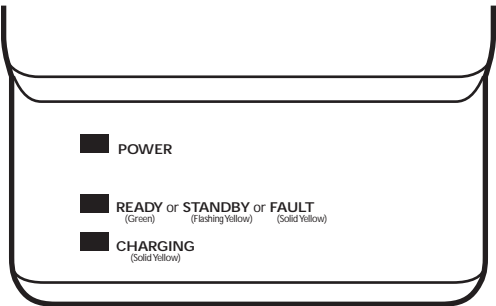 POWER
READY or STANDBY or FAULT
(Green) (Flashing Yellow) (Solid Yellow)
CHARGING
(Solid Yellow)